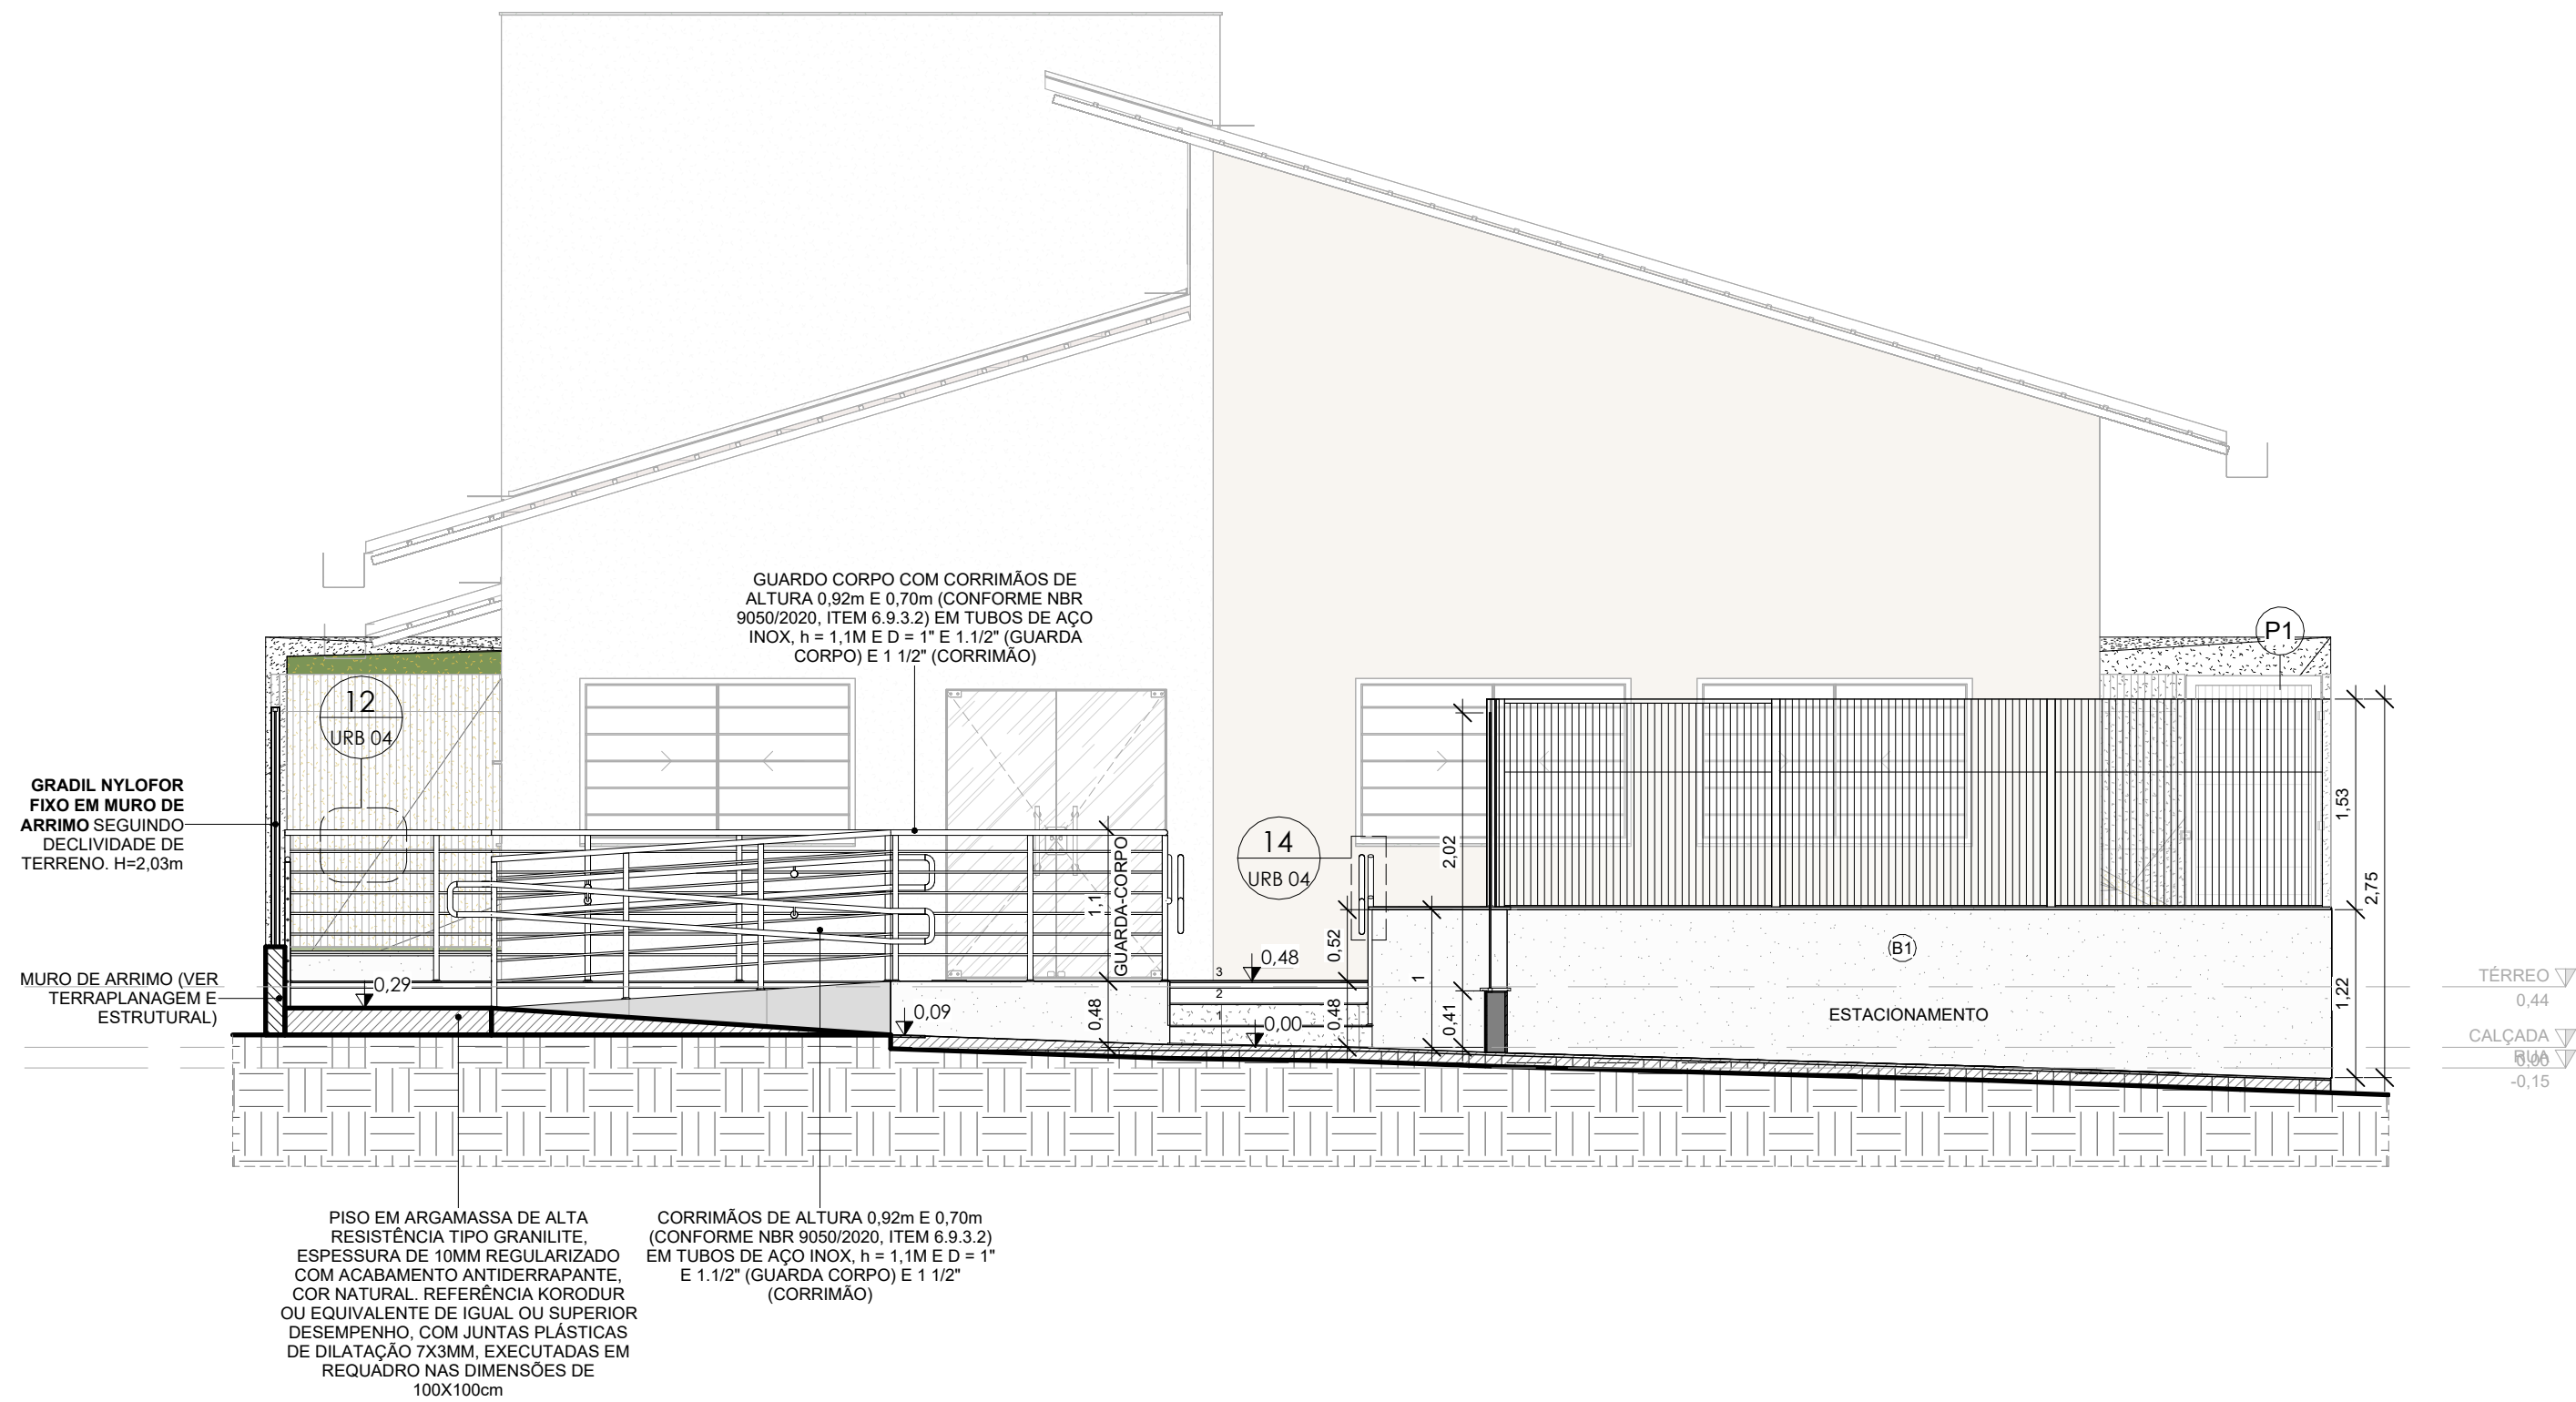 GUARDO CORPO COM CORRIMÃOS DE
ALTURA 0,92m E 0,70m (CONFORME NBR
9050/2020, ITEM 6.9.3.2) EM TUBOS DE AÇO
INOX, h = 1,1M E D = 1" E 1.1/2" (GUARDA
CORPO) E 1 1/2" (CORRIMÃO)
P1
12
URB 04
GRADIL NYLOFOR
FIXO EM MURO DE
ARRIMO SEGUINDO
DECLIVIDADE DE
TERRENO. H=2,03m
14
URB 04
2,02
1,53
2,75
1,1
GUARDA-CORPO
0,52
1
B1
ESTACIONAMENTO
MURO DE ARRIMO (VER
TERRAPLANAGEM E
ESTRUTURAL)
0,29
0,09
0,48
3
2
1
0,48
0,00
0,48
0,41
1,22
TÉRREO
0,44
CALÇADA
0,00
RUA
-0,15
PISO EM ARGAMASSA DE ALTA
RESISTÊNCIA TIPO GRANILITE,
ESPESSURA DE 10MM REGULARIZADO
COM ACABAMENTO ANTIDERRAPANTE,
COR NATURAL. REFERÊNCIA KORODUR
OU EQUIVALENTE DE IGUAL OU SUPERIOR
DESEMPENHO, COM JUNTAS PLÁSTICAS
DE DILATAÇÃO 7X3MM, EXECUTADAS EM
REQUADRO NAS DIMENSÕES DE
100X100cm
CORRIMÃOS DE ALTURA 0,92m E 0,70m
(CONFORME NBR 9050/2020, ITEM 6.9.3.2)
EM TUBOS DE AÇO INOX, h = 1,1M E D = 1"
E 1.1/2" (GUARDA CORPO) E 1 1/2"
(CORRIMÃO)